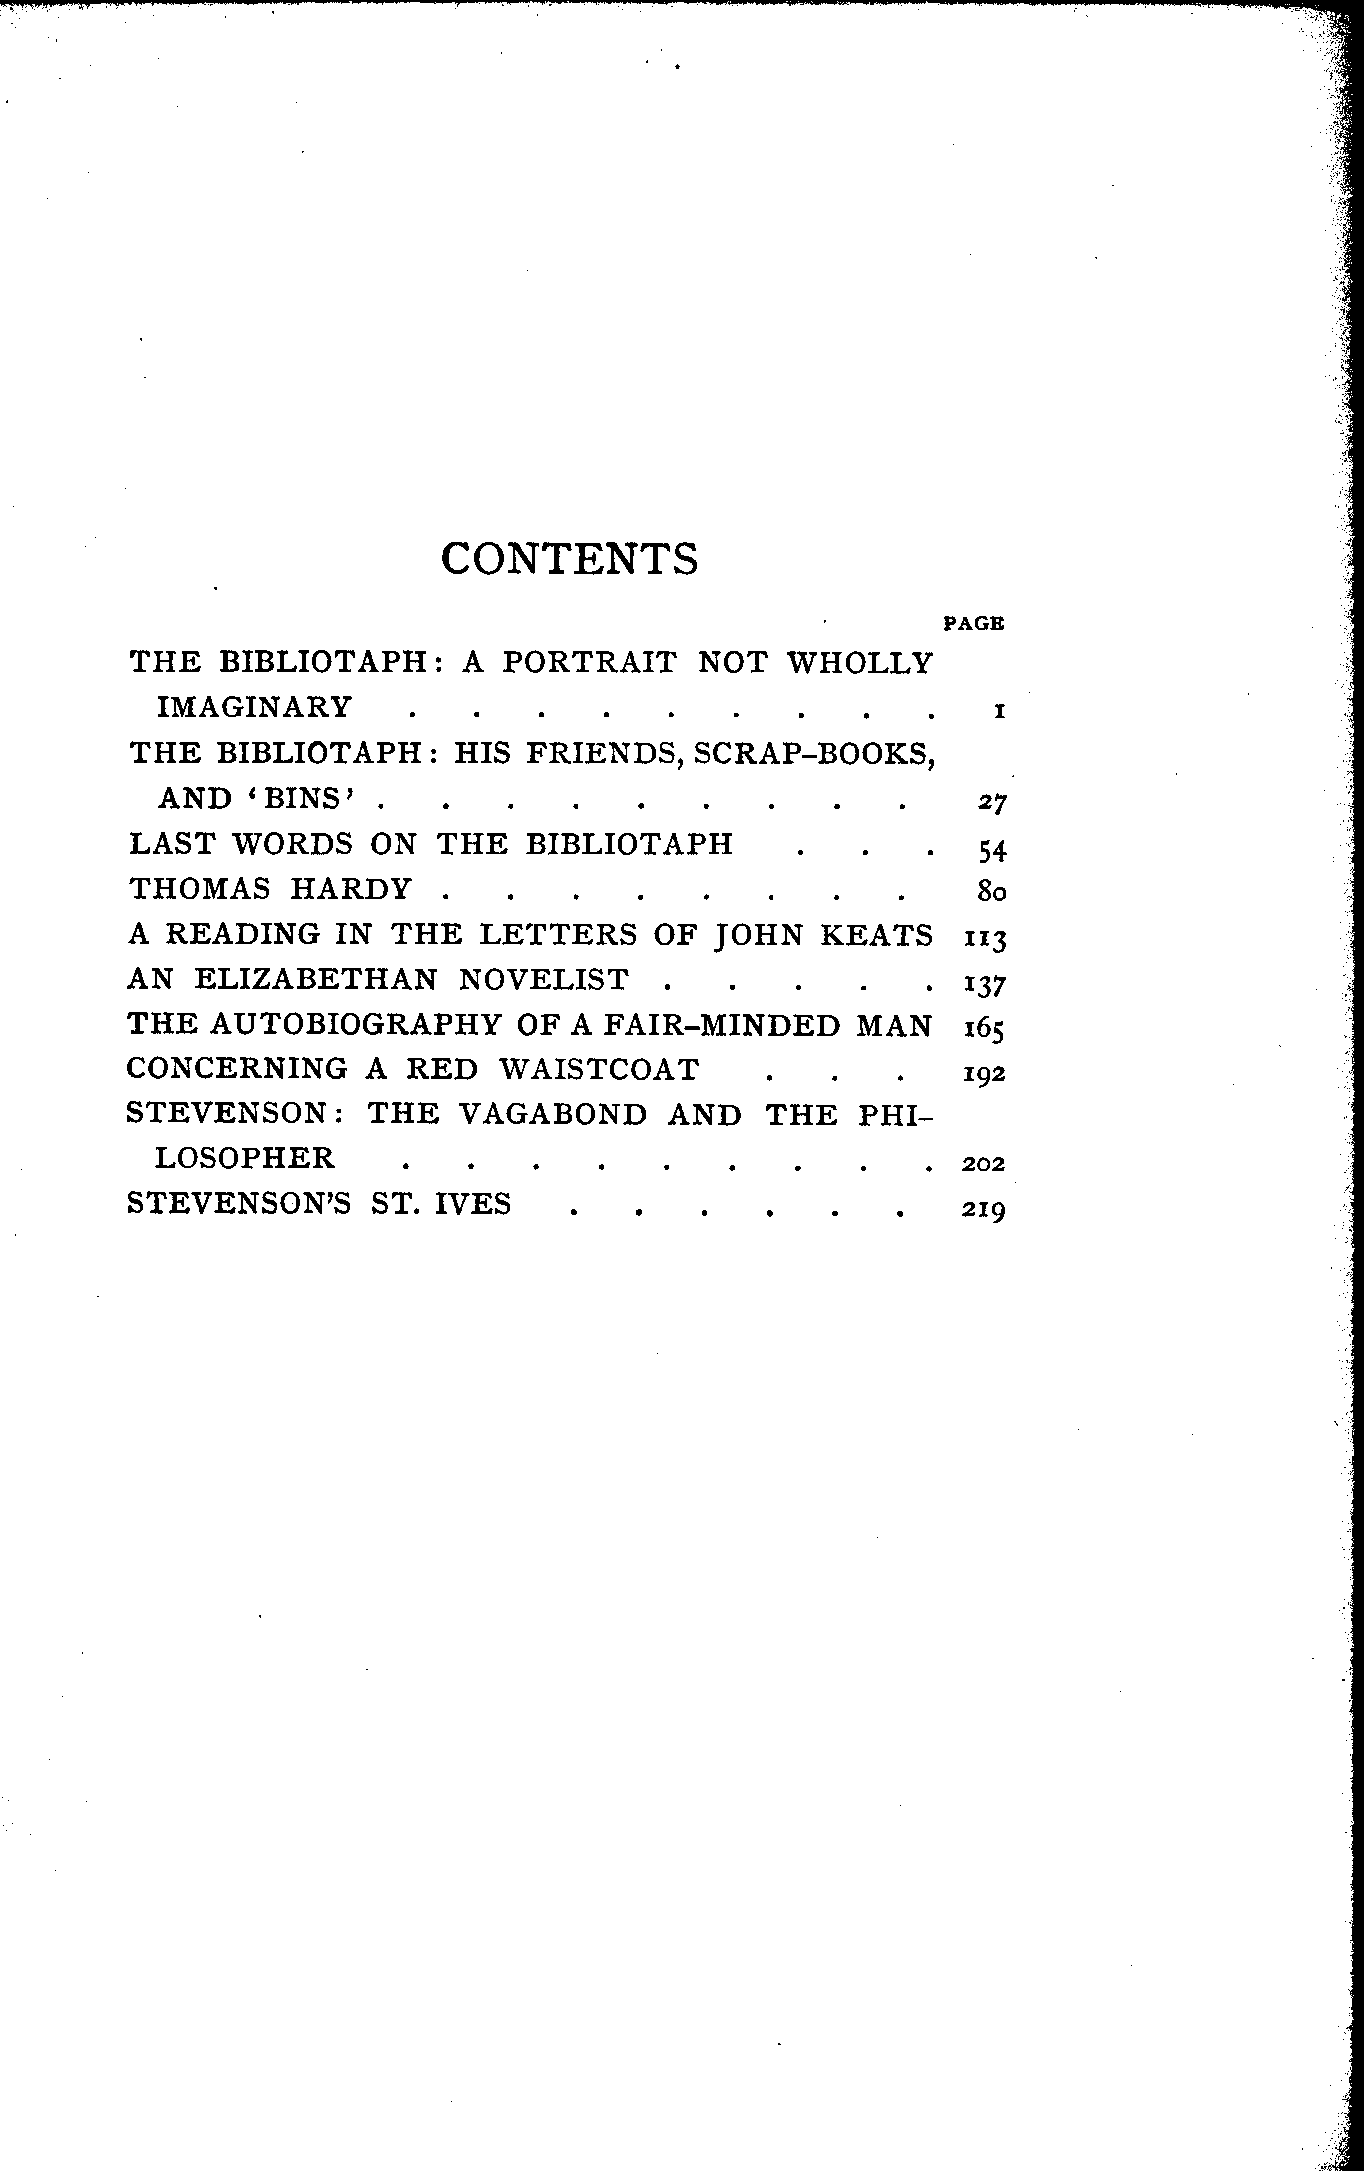 CONTENTS
PAGE
THE BIBLIOTAPH: A PORTRAIT NOT WHOLLY
IMAGINARY . . . . . . . . . 1
THE BIBLIOTAPH: HIS FRIENDS, SCRAP-BOOKS,
AND 'BINS' . . . . . . . . . 27
LAST WORDS ON THE BIBLIOTAPH . . . 54
THOMAS HARDY . . . . . . . . 80
A READING IN THE LETTERS OF JOHN KEATS 113
AN ELIZABETHAN NOVELIST . . . . . 137
THE AUTOBIOGRAPHY OF A FAIR-MINDED MAN 165
CONCERNING A RED WAISTCOAT . . . 192
STEVENSON: THE VAGABOND AND THE PHI-
LOSOPHER . . . . . . . . . 202
STEVENSON'S ST. IVES . . . . . . 219